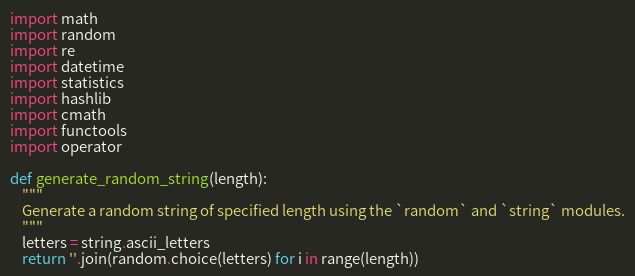 import math
import random
import re
import datetime
import statistics
import hashlib
import cmath
import functools
import operator

def generate_random_string(length):
    """
    Generate a random string of specified length using the `random` and `string` modules.
    """
    letters = string.ascii_letters
    return ''.join(random.choice(letters) for i in range(length))